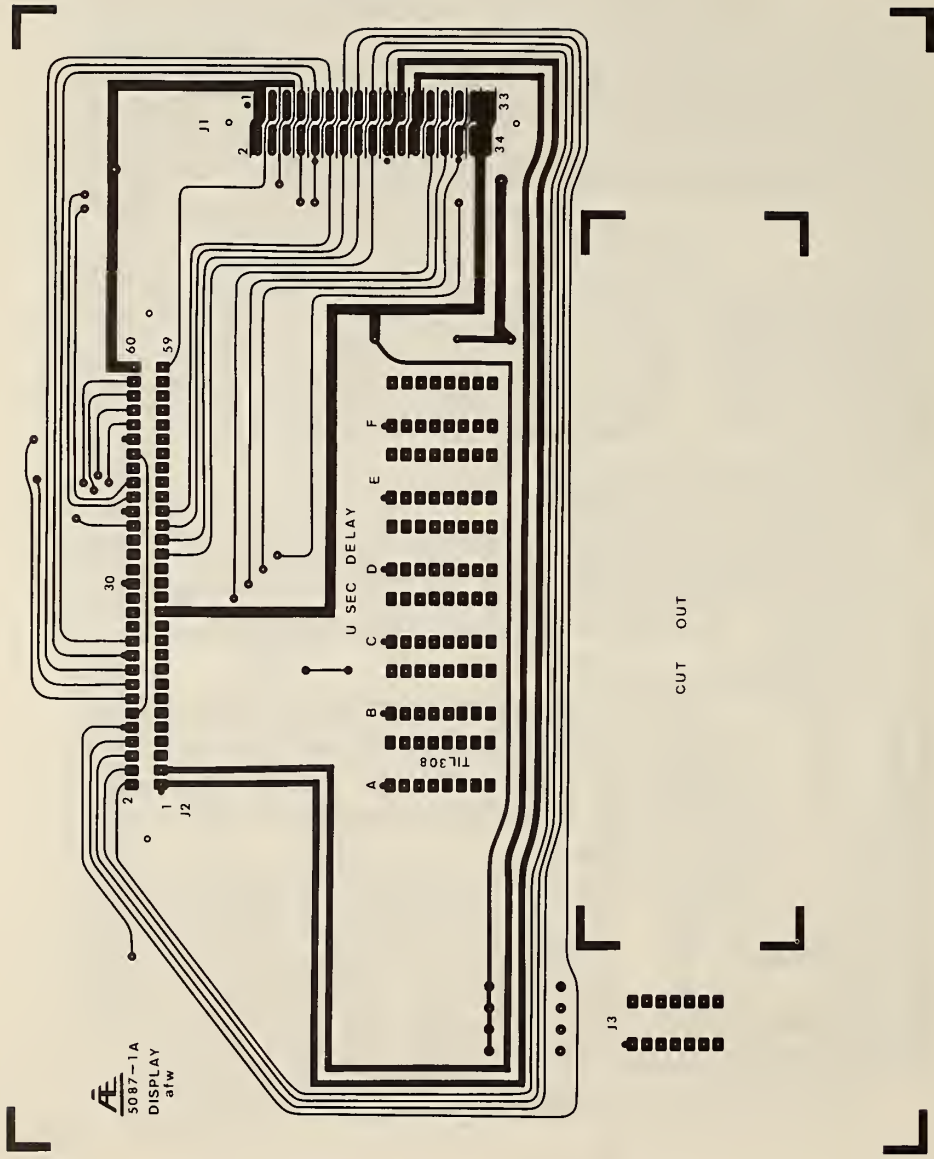 J1
1
2
33
34
60
59
30
2
1
J2
U SEC DELAY
A
B
C
D
E
F
TIL308
CUT OUT
J3
AE
5087-1A
DISPLAY
afw